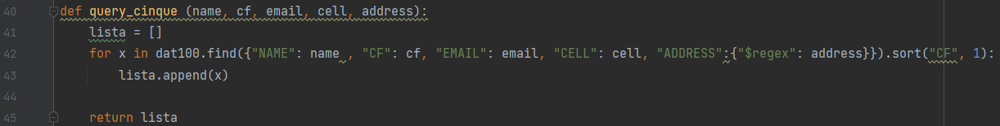 40 def query_cinque (name, cf, email, cell, address):
41 lista = []
42 for x in dat100.find({"NAME": name , "CF": cf, "EMAIL": email, "CELL": cell, "ADDRESS":{"$regex": address}}).sort("CF", 1):
43 lista.append(x)
44
45 return lista